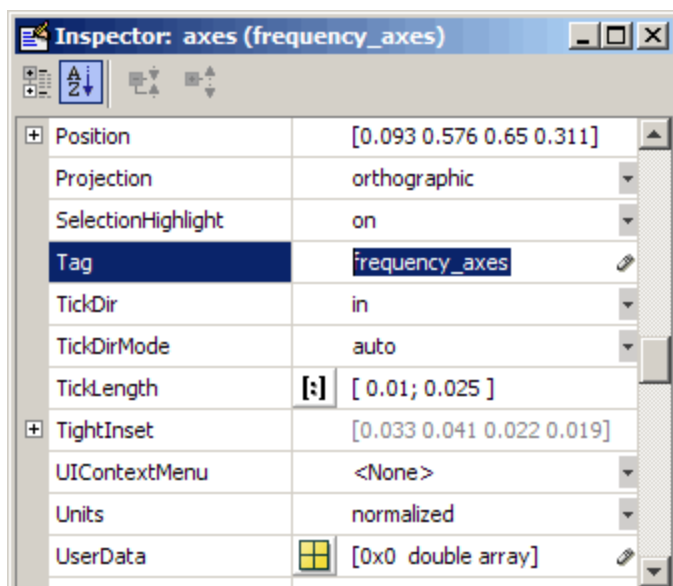 Inspector: axes (frequency_axes)
A
Z
Position [0.093 0.576 0.65 0.311]
Projection orthographic
SelectionHighlight on
Tag frequency_axes
TickDir in
TickDirMode auto
TickLength [:] [ 0.01; 0.025 ]
TightInset [0.033 0.041 0.022 0.019]
UIContextMenu <None>
Units normalized
UserData [0x0 double array]